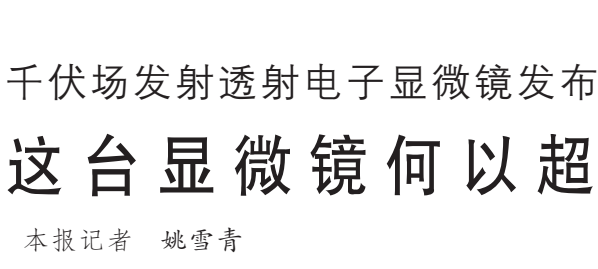 千伏场发射透射电子显微镜发布
这台显微镜何以超
本报记者 姚雪青